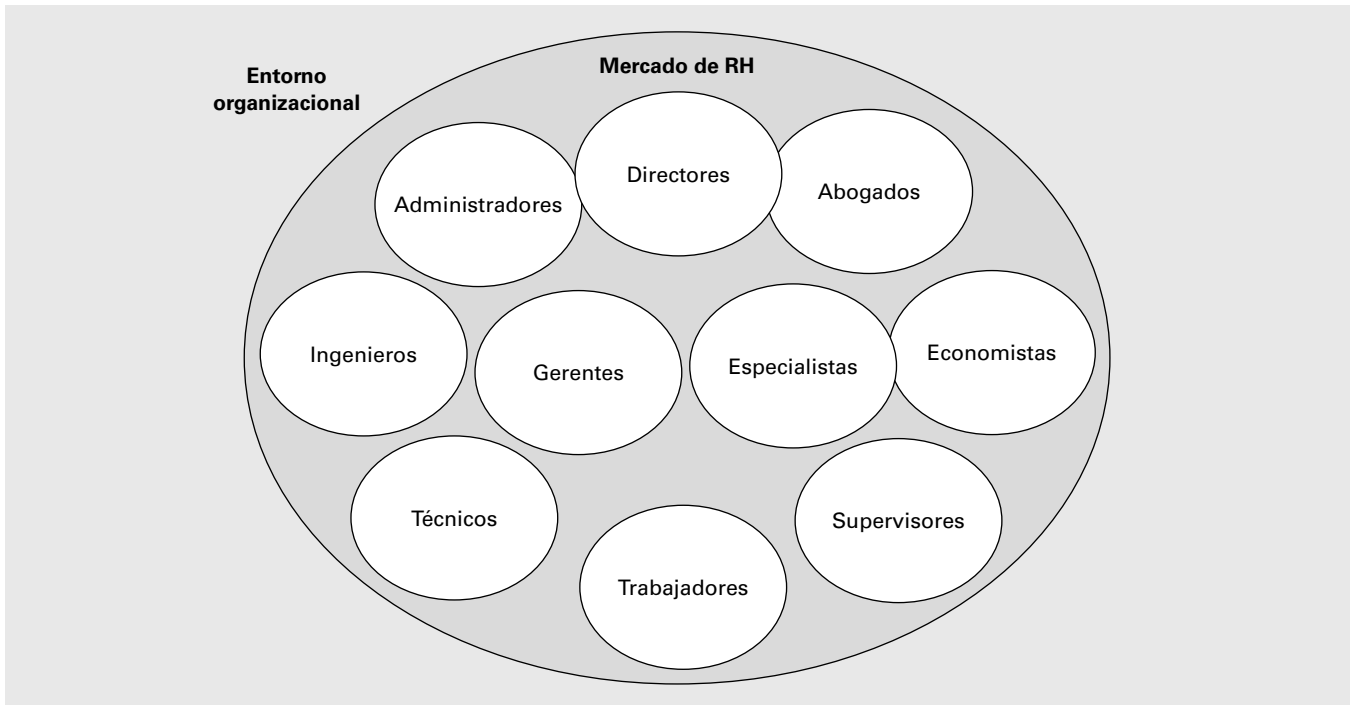 Entorno
organizacional
Mercado de RH
Administradores
Directores
Abogados
Ingenieros
Gerentes
Especialistas
Economistas
Técnicos
Trabajadores
Supervisores